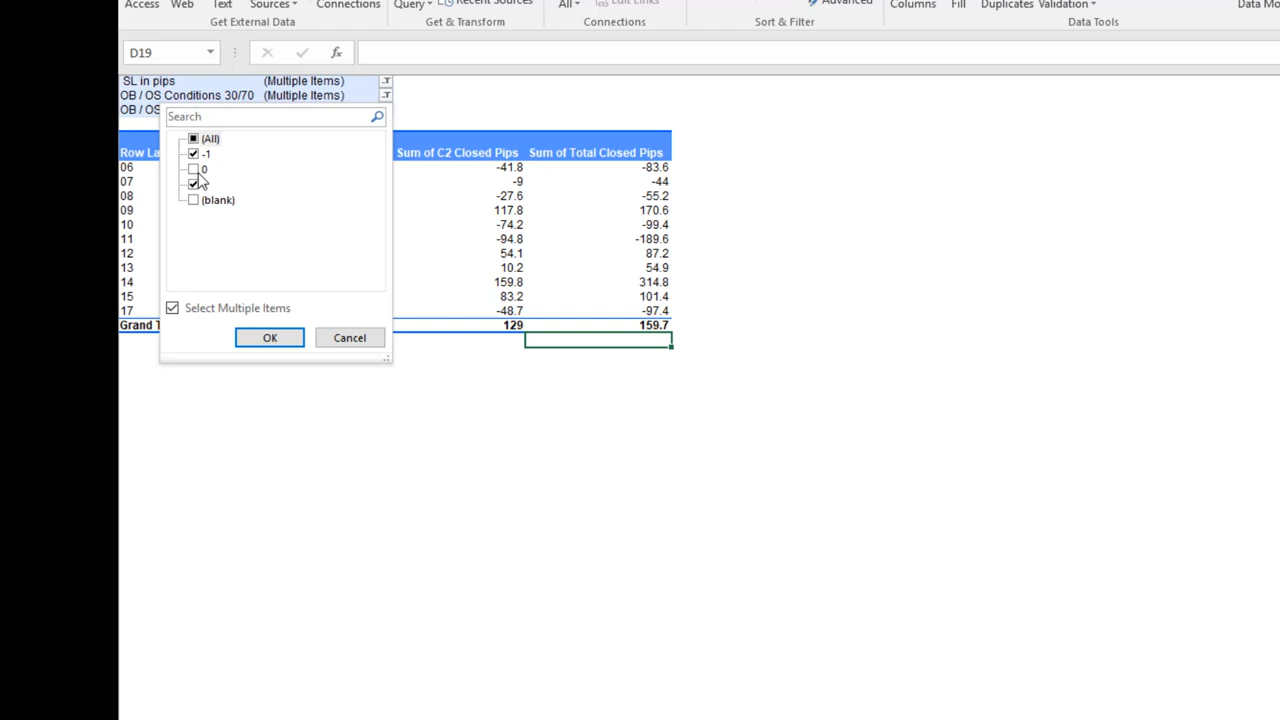 Access Web Text Sources Connections Query Recent Sources All Edit Links Advanced Columns Fill Duplicates Validation
Get External Data Get & Transform Connections Sort & Filter Data Tools
D19
SL in pips (Multiple Items)
OB / OS Conditions 30/70 (Multiple Items)
OB / OS
Search
(All)
-1
0
(blank)
Select Multiple Items
OK Cancel
Row La Sum of C2 Closed Pips Sum of Total Closed Pips
06 -41.8 -83.6
07 -9 -44
08 -27.6 -55.2
09 117.8 170.6
10 -74.2 -99.4
11 -94.8 -189.6
12 54.1 87.2
13 10.2 54.9
14 159.8 314.8
15 83.2 101.4
17 -48.7 -97.4
Grand T 129 159.7